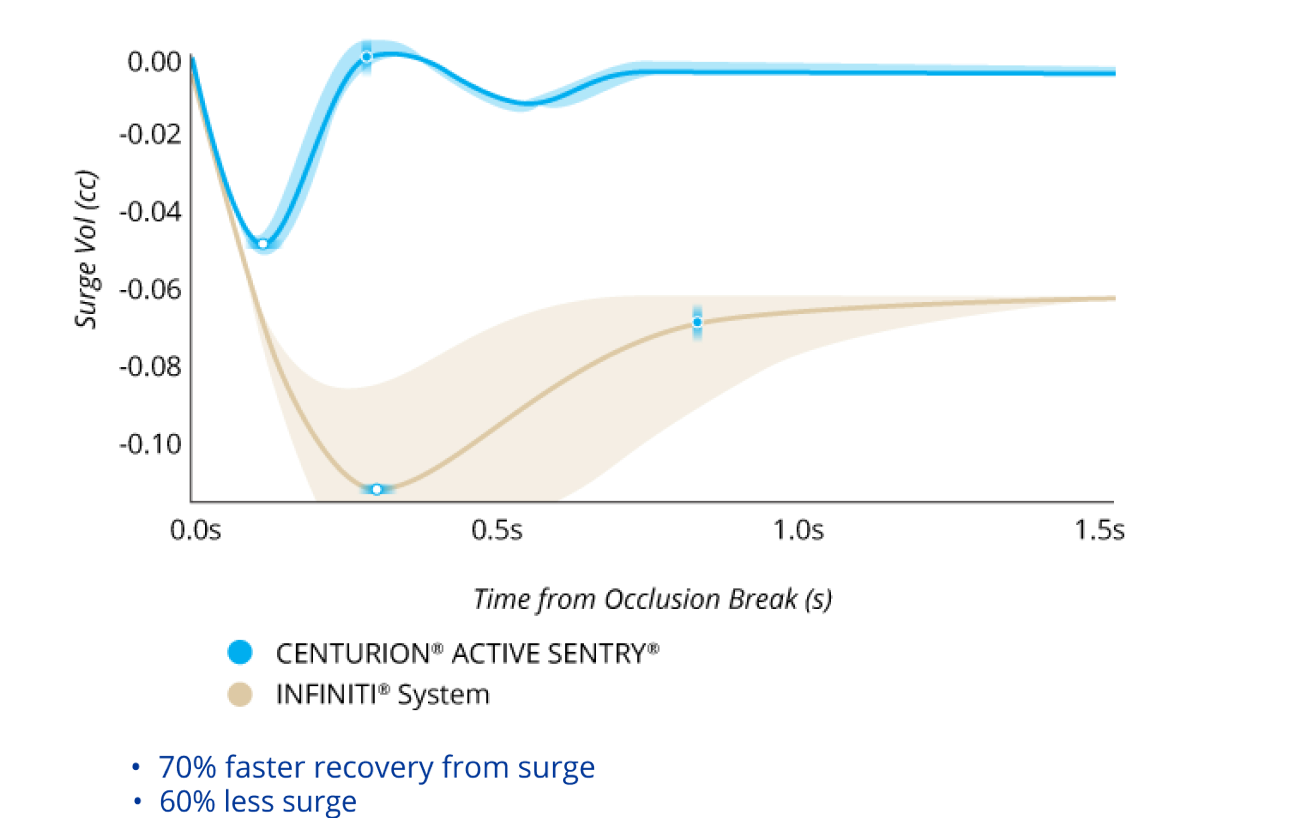 0.00
-0.02
-0.04
-0.06
-0.08
-0.10
Surge Vol (cc)
0.0s 0.5s 1.0s 1.5s
Time from Occlusion Break (s)
CENTURION® ACTIVE SENTRY®
INFINITI® System
• 70% faster recovery from surge
• 60% less surge